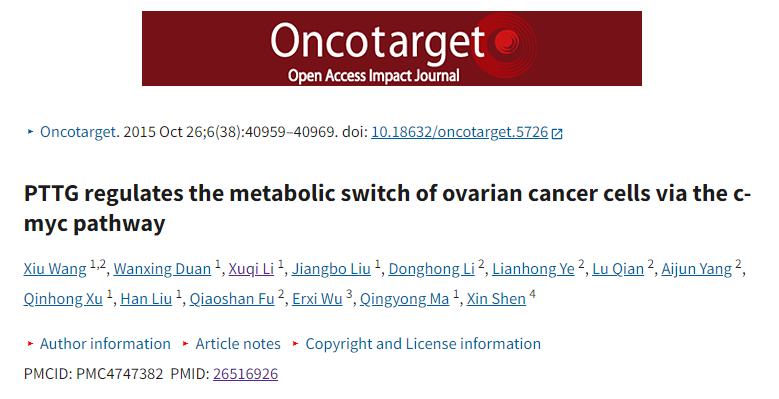 Oncotarget
Open Access Impact Journal
▸ Oncotarget. 2015 Oct 26;6(38):40959–40969. doi: 10.18632/oncotarget.5726
PTTG regulates the metabolic switch of ovarian cancer cells via the c-
myc pathway
Xiu Wang 1,2, Wanxing Duan 1, Xuqi Li 1, Jiangbo Liu 1, Donghong Li 2, Lianhong Ye 2, Lu Qian 2, Aijun Yang 2,
Qinhong Xu 1, Han Liu 1, Qiaoshan Fu 2, Erxi Wu 3, Qingyong Ma 1, Xin Shen 4
▸ Author information ▸ Article notes ▸ Copyright and License information
PMCID: PMC4747382 PMID: 26516926